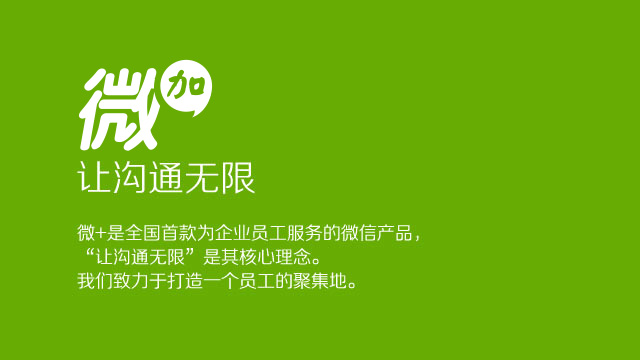 微加
让沟通无限
微+是全国首款为企业员工服务的微信产品，
“让沟通无限”是其核心理念。
我们致力于打造一个员工的聚集地。